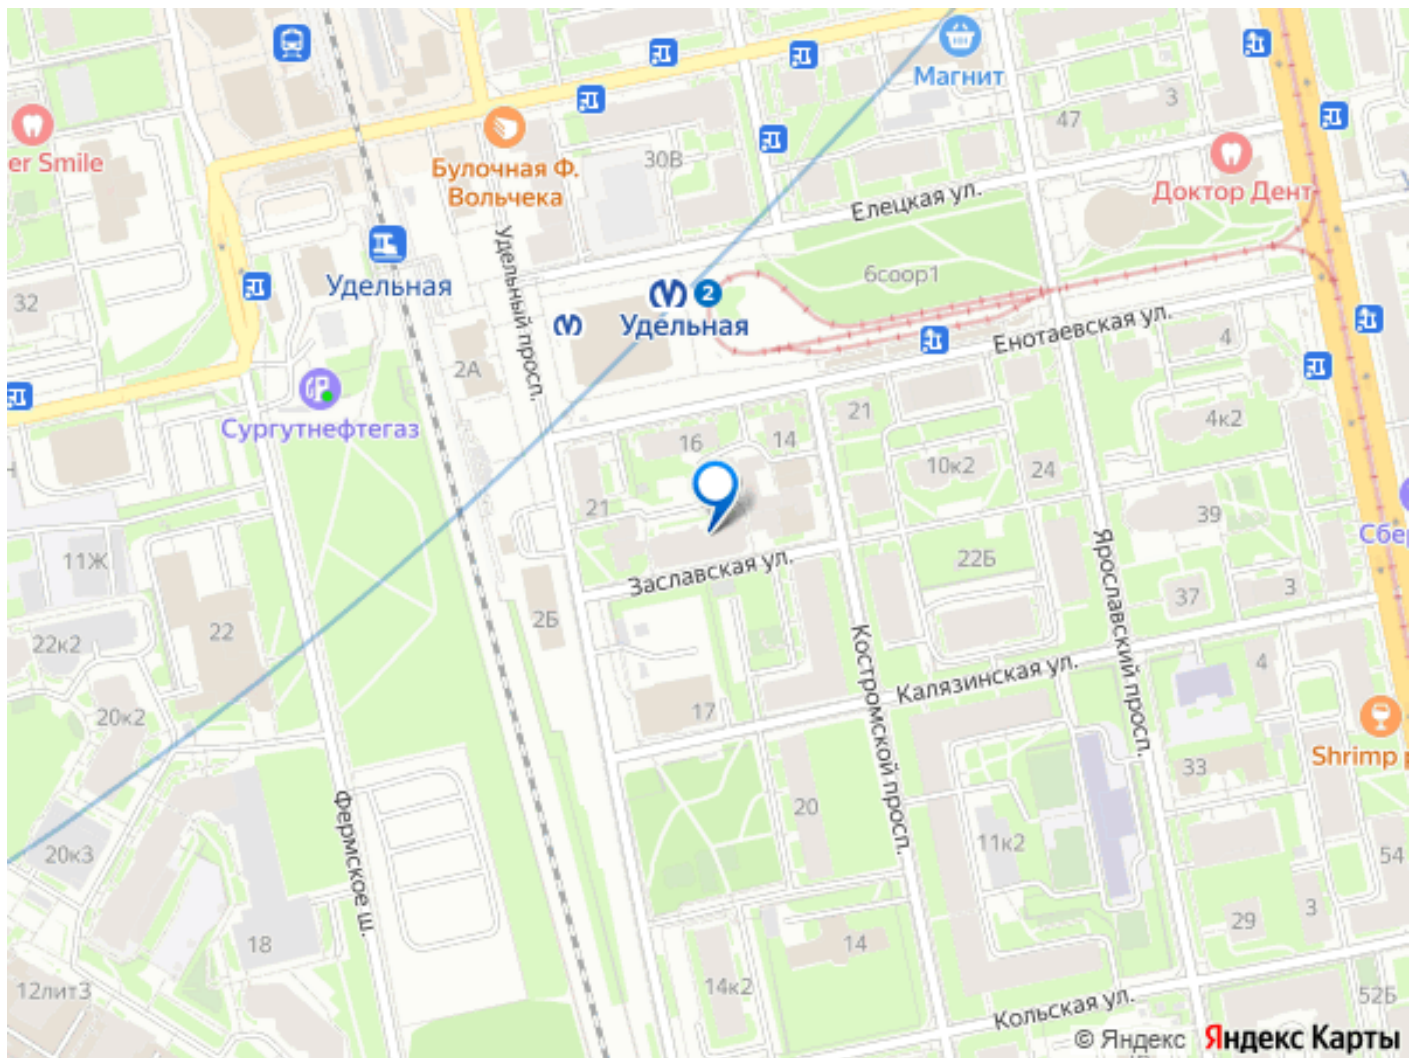 Магнит
3
47
er Smile
Булочная Ф.
Вольчека
30В
Доктор Дент
Елецкая ул.
Удельный просп.
Удельная
6соор1
32
2
Удельная
Енотаевская ул.
4
2А
Сургутнефтегаз
21
4к2
16
14
10к2
24
21
39
Сбе
11Ж
Заславская ул.
22Б
37
3
Ярославский просп.
2Б
22
22к2
Костромской просп.
Калязинская ул.
4
20к2
17
Shrimp
33
Фермское ш.
20
11к2
20к3
54
29
3
18
14
12лит3
14к2
52Б
Кольская ул.
© Яндекс Яндекс Карты